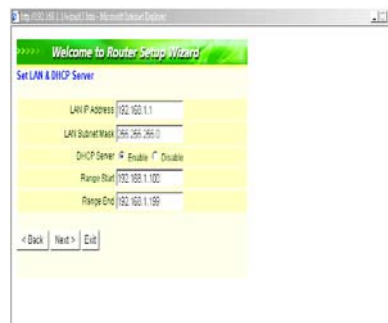 Welcome to Router Setup Wizard
Set LAN & DHCP Server
LAN IP Address 192.168.1.1
LAN Subnet Mask 255.255.255.0
DHCP Server Enable Disable
Range Start 192.168.1.100
Range End 192.168.1.199
< Back Next > Exit